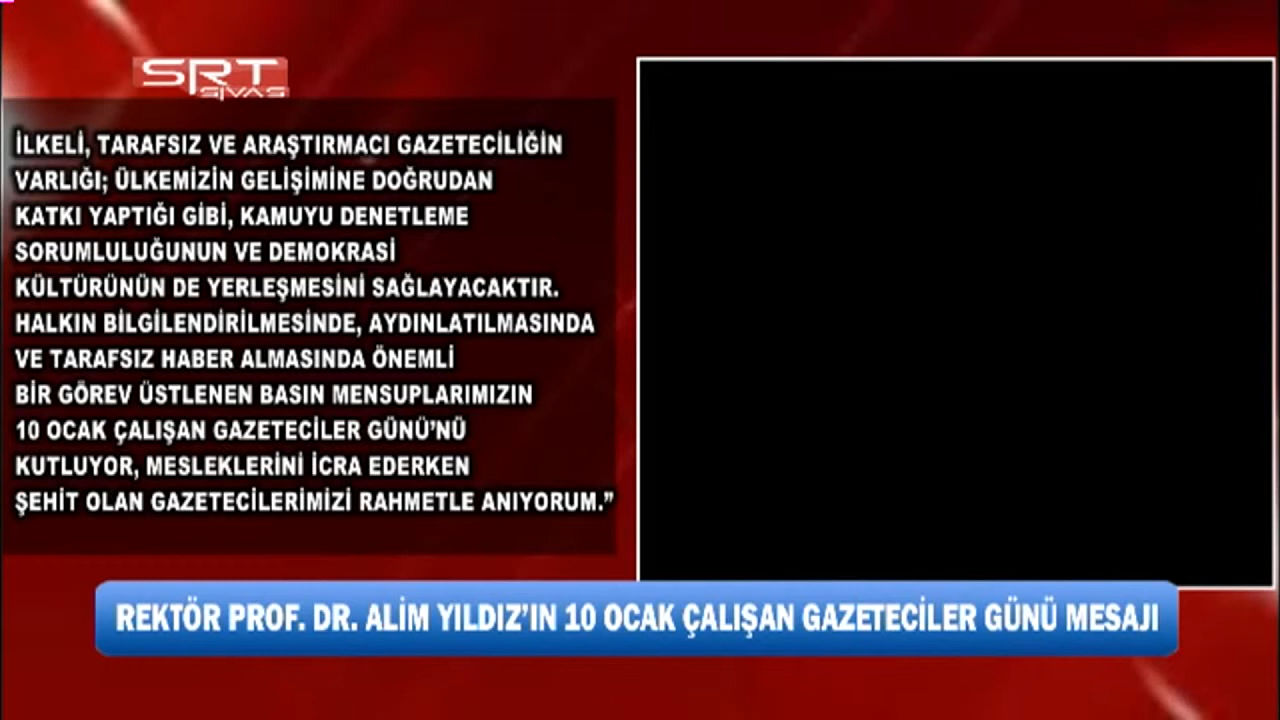 SRT
SİVAS
İLKELİ, TARAFSIZ VE ARAŞTIRMACI GAZETECİLİĞİN
VARLIĞI; ÜLKEMİZİN GELİŞİMİNE DOĞRUDAN
KATKI YAPTIĞI GİBİ, KAMUYU DENETLEME
SORUMLULUĞUNUN VE DEMOKRASİ
KÜLTÜRÜNÜN DE YERLEŞMESİNİ SAĞLAYACAKTIR.
HALKIN BİLGİLENDİRİLMESİNDE, AYDINLATILMASINDA
VE TARAFSIZ HABER ALMASINDA ÖNEMLİ
BİR GÖREV ÜSTLENEN BASIN MENSUPLARIMIZIN
10 OCAK ÇALIŞAN GAZETECİLER GÜNÜ’NÜ
KUTLUYOR, MESLEKLERİNİ İCRA EDERKEN
ŞEHİT OLAN GAZETECİLERİMİZİ RAHMETLE ANIYORUM.”
REKTÖR PROF. DR. ALİM YILDIZ’IN 10 OCAK ÇALIŞAN GAZETECİLER GÜNÜ MESAJI